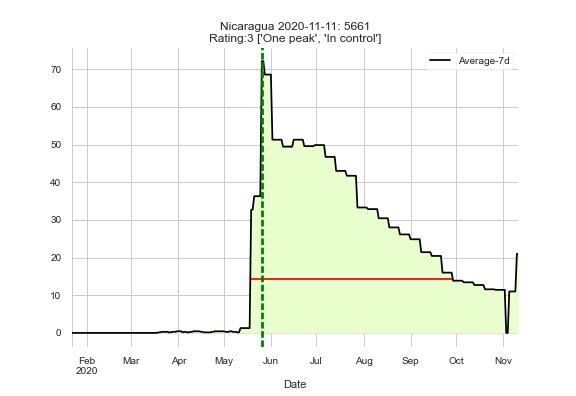 Nicaragua 2020-11-11: 5661
Rating:3 ['One peak', 'In control']
Average-7d
70
60
50
40
30
20
10
0
Feb Mar Apr May Jun Jul Aug Sep Oct Nov
2020
Date